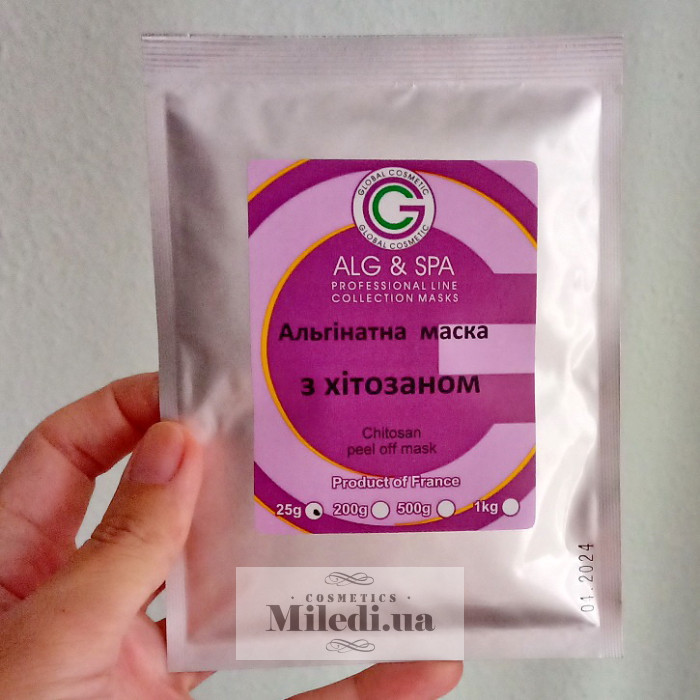 GLOBAL COSMETIC
GLOBAL COSMETIC
ALG & SPA
PROFESSIONAL LINE
COLLECTION MASKS
Альгінатна маска
з хітозаном
Chitosan
peel off mask
Product of France
25g 200g 500g 1kg
01.2024
· COSMETICS ·
Miledi.ua